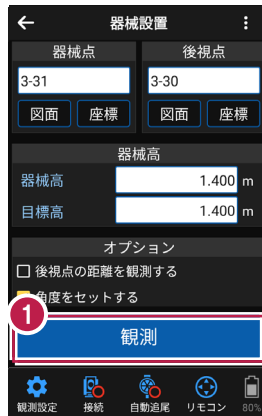 器械設置
器械点 後視点
3-31 3-30
図面 座標 図面 座標
器械高
器械高 1.400 m
目標高 1.400 m
オプション
後視点の距離を観測する
角度をセットする
1
観測
観測設定 接続 自動追尾 リモコン 80%